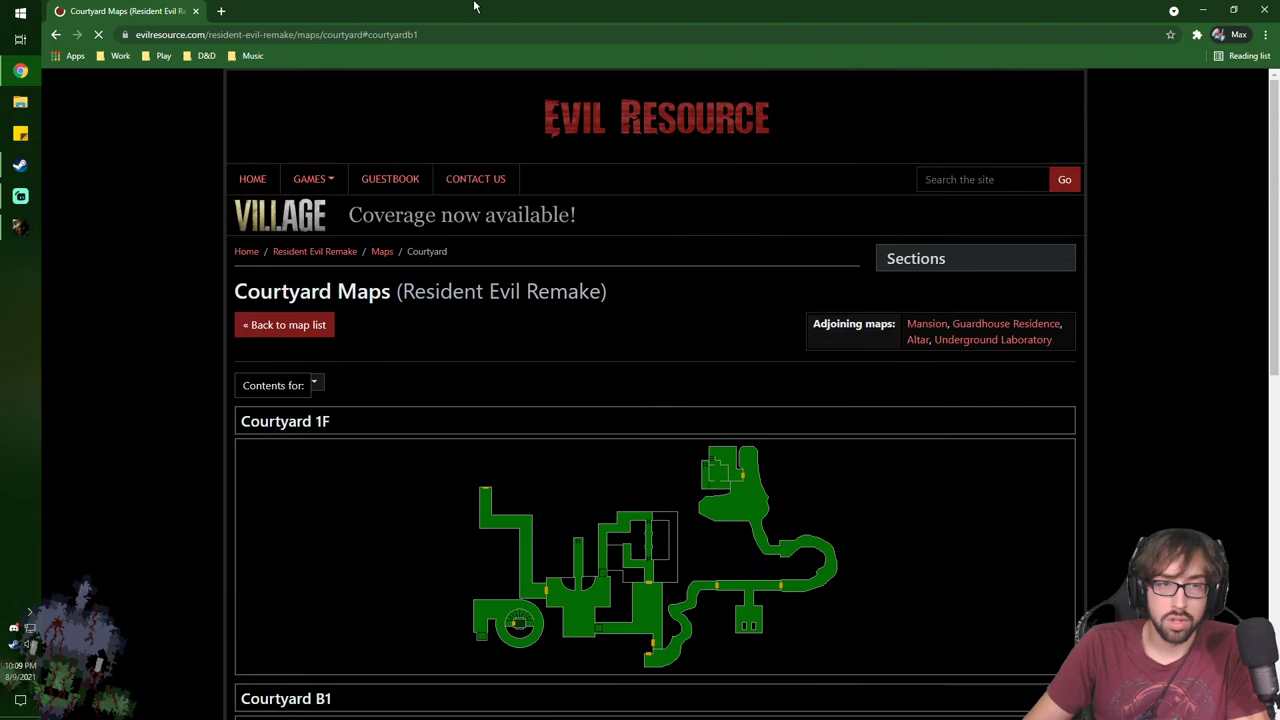 Courtyard Maps (Resident Evil Re
evilresource.com/resident-evil-remake/maps/courtyard#courtyardb1
Max
Apps
Work
Play
D&D
Music
Reading list
EVIL RESOURCE
HOME
GAMES
GUESTBOOK
CONTACT US
Search the site
Go
VILLAGE
Coverage now available!
Home / Resident Evil Remake / Maps / Courtyard
Sections
Courtyard Maps (Resident Evil Remake)
« Back to map list
Adjoining maps:
Mansion, Guardhouse Residence,
Altar, Underground Laboratory
Contents for:
Courtyard 1F
Courtyard B1
10:09 PM
8/9/2021